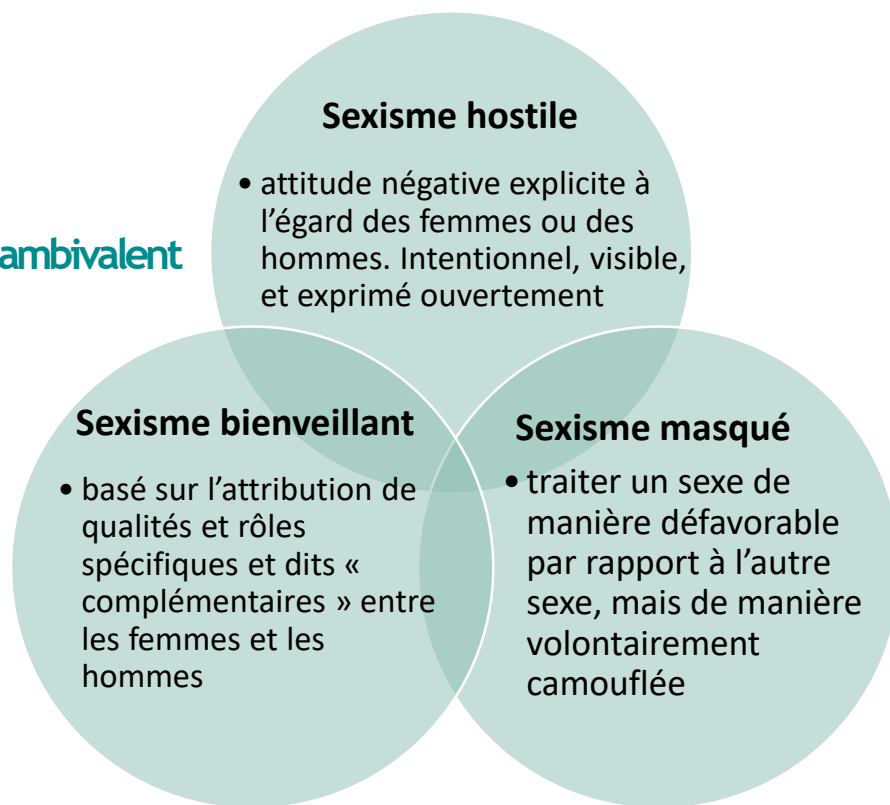 Sexisme hostile
• attitude négative explicite à
l’égard des femmes ou des
hommes. Intentionnel, visible,
et exprimé ouvertement
ambivalent
Sexisme bienveillant
• basé sur l’attribution de
qualités et rôles
spécifiques et dits «
complémentaires » entre
les femmes et les
hommes
Sexisme masqué
• traiter un sexe de
manière défavorable
par rapport à l’autre
sexe, mais de manière
volontairement
camouflée